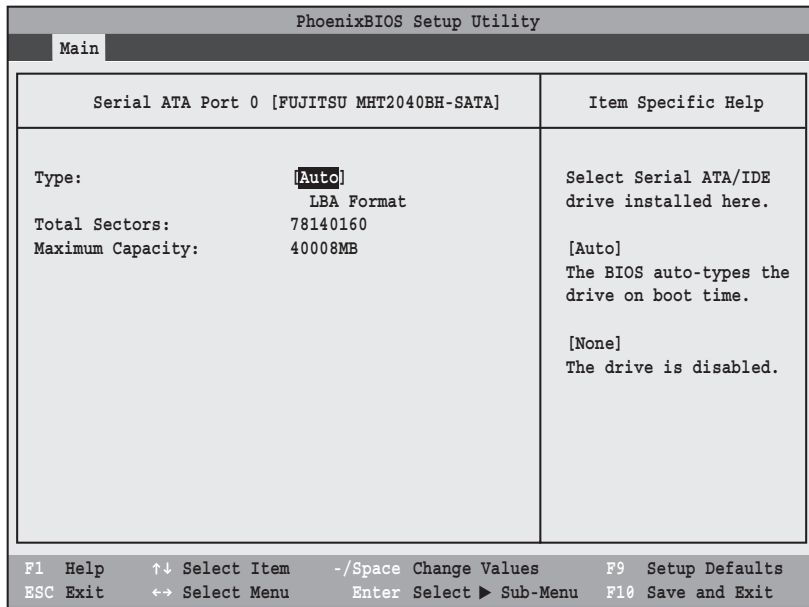 PhoenixBIOS Setup Utility
Main
Serial ATA Port 0 [FUJITSU MHT2040BH-SATA]
Item Specific Help
Type: [Auto]
LBA Format
Total Sectors: 78140160
Maximum Capacity: 40008MB
Select Serial ATA/IDE
drive installed here.
[Auto]
The BIOS auto-types the
drive on boot time.
[None]
The drive is disabled.
F1 Help ↑↓ Select Item -/Space Change Values F9 Setup Defaults
ESC Exit ←→ Select Menu Enter Select ▶ Sub-Menu F10 Save and Exit